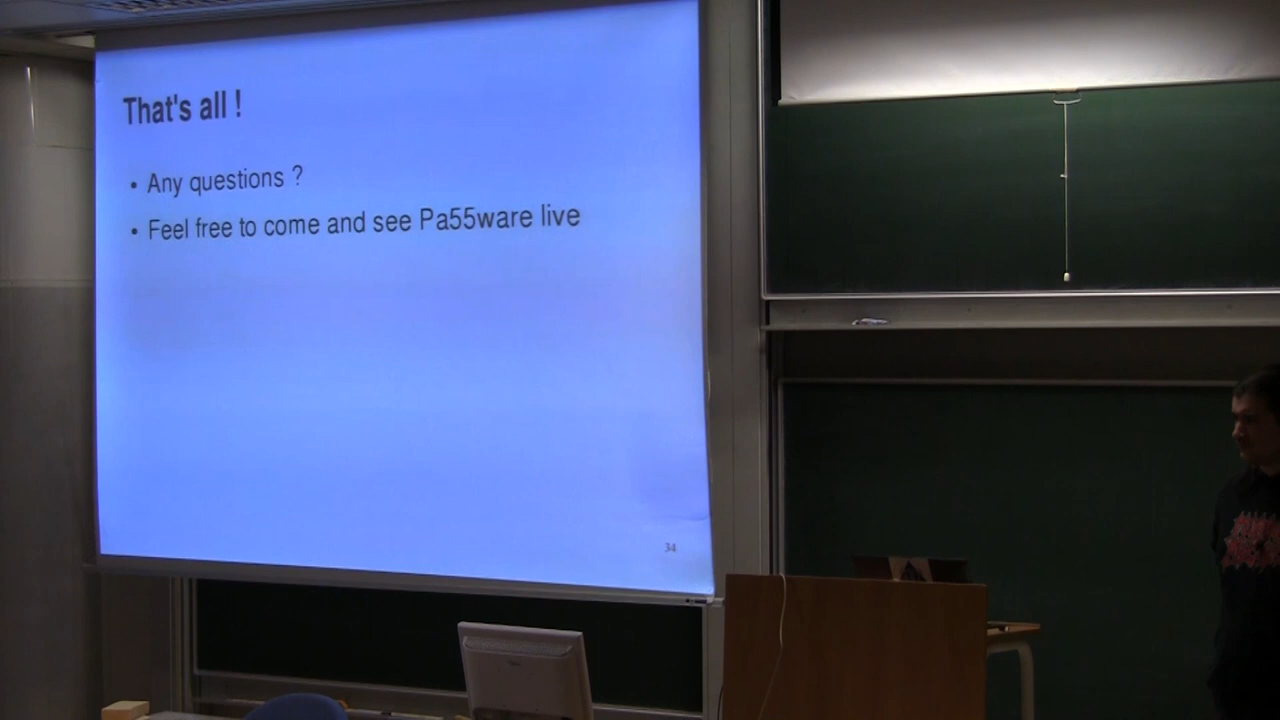 That's all !
• Any questions ?
• Feel free to come and see Pa55ware live
34